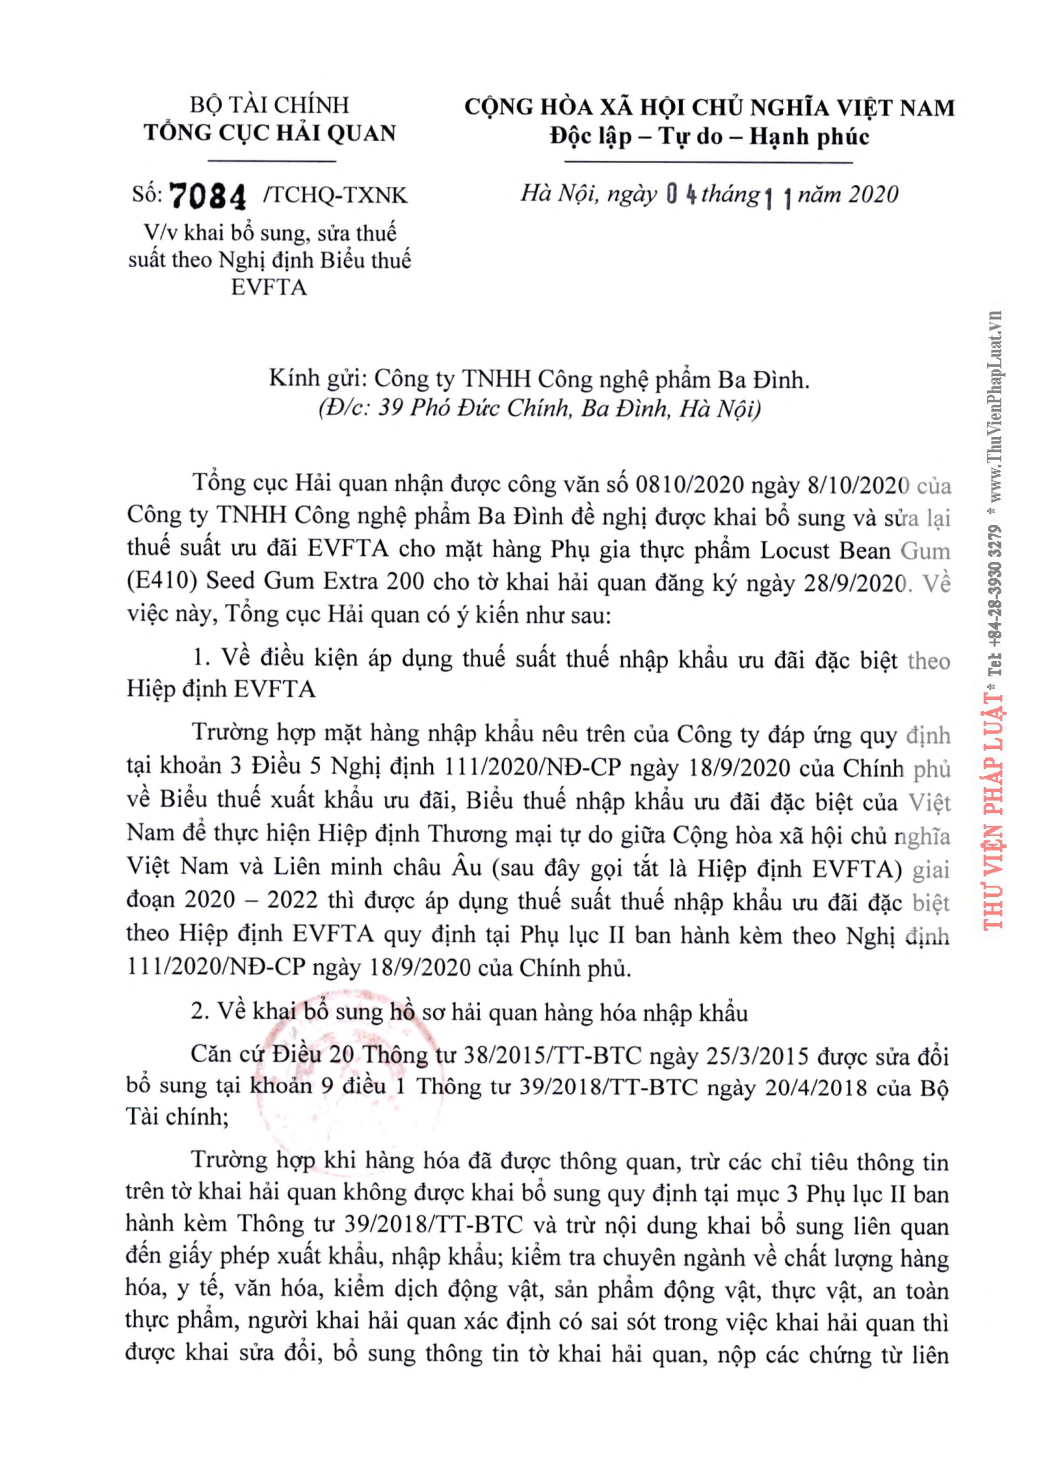 BỘ TÀI CHÍNH
TỔNG CỤC HẢI QUAN
CỘNG HÒA XÃ HỘI CHỦ NGHĨA VIỆT NAM
Độc lập – Tự do – Hạnh phúc
Số: 7084 /TCHQ-TXNK
Hà Nội, ngày 04 tháng 11 năm 2020
V/v khai bổ sung, sửa thuế
suất theo Nghị định Biểu thuế
EVFTA
Kính gửi: Công ty TNHH Công nghệ phẩm Ba Đình.
(Đ/c: 39 Phó Đức Chính, Ba Đình, Hà Nội)
Tổng cục Hải quan nhận được công văn số 0810/2020 ngày 8/10/2020 của
Công ty TNHH Công nghệ phẩm Ba Đình đề nghị được khai bổ sung và sửa lại
thuế suất ưu đãi EVFTA cho mặt hàng Phụ gia thực phẩm Locust Bean Gum
(E410) Seed Gum Extra 200 cho tờ khai hải quan đăng ký ngày 28/9/2020. Về
việc này, Tổng cục Hải quan có ý kiến như sau:
1. Về điều kiện áp dụng thuế suất thuế nhập khẩu ưu đãi đặc biệt theo
Hiệp định EVFTA
Trường hợp mặt hàng nhập khẩu nêu trên của Công ty đáp ứng quy định
tại khoản 3 Điều 5 Nghị định 111/2020/NĐ-CP ngày 18/9/2020 của Chính phủ
về Biểu thuế xuất khẩu ưu đãi, Biểu thuế nhập khẩu ưu đãi đặc biệt của Việt
Nam để thực hiện Hiệp định Thương mại tự do giữa Cộng hòa xã hội chủ nghĩa
Việt Nam và Liên minh châu Âu (sau đây gọi tắt là Hiệp định EVFTA) giai
đoạn 2020 – 2022 thì được áp dụng thuế suất thuế nhập khẩu ưu đãi đặc biệt
theo Hiệp định EVFTA quy định tại Phụ lục II ban hành kèm theo Nghị định
111/2020/NĐ-CP ngày 18/9/2020 của Chính phủ.
2. Về khai bổ sung hồ sơ hải quan hàng hóa nhập khẩu
Căn cứ Điều 20 Thông tư 38/2015/TT-BTC ngày 25/3/2015 được sửa đổi
bổ sung tại khoản 9 điều 1 Thông tư 39/2018/TT-BTC ngày 20/4/2018 của Bộ
Tài chính;
Trường hợp khi hàng hóa đã được thông quan, trừ các chỉ tiêu thông tin
trên tờ khai hải quan không được khai bổ sung quy định tại mục 3 Phụ lục II ban
hành kèm Thông tư 39/2018/TT-BTC và trừ nội dung khai bổ sung liên quan
đến giấy phép xuất khẩu, nhập khẩu; kiểm tra chuyên ngành về chất lượng hàng
hóa, y tế, văn hóa, kiểm dịch động vật, sản phẩm động vật, thực vật, an toàn
thực phẩm, người khai hải quan xác định có sai sót trong việc khai hải quan thì
được khai sửa đổi, bổ sung thông tin tờ khai hải quan, nộp các chứng từ liên
THƯ VIỆN PHÁP LUẬT * Tel: +84-28-3930 3279 * www.ThuVienPhapLuat.vn